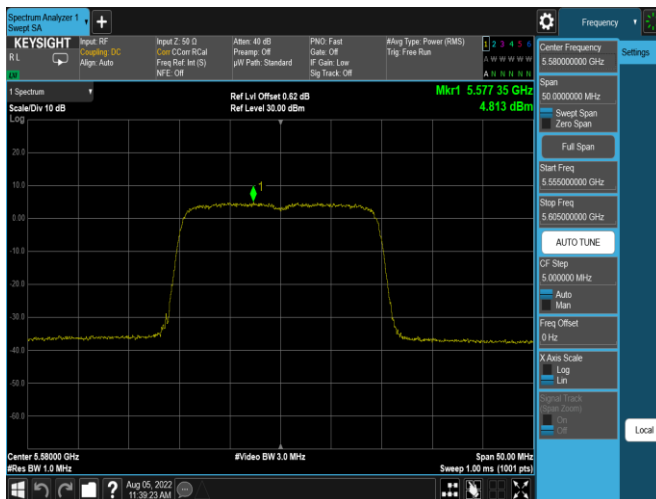 Spectrum Analyzer 1
Swept SA
+
Frequency
KEYSIGHT
RL
Input: RF
Coupling: DC
Align: Auto
Input Z: 50 Ω
Corr CCorr RCal
Freq Ref: Int (S)
NFE: Off
Atten: 40 dB
Preamp: Off
µW Path: Standard
PNO: Fast
Gate: Off
IF Gain: Low
Sig Track: Off
#Avg Type: Power (RMS)
Trig: Free Run
1 2 3 4 5 6
A W W W W W
A N N N N N
1 Spectrum
Scale/Div 10 dB
Log
Ref Lvl Offset 0.62 dB
Ref Level 30.00 dBm
Mkr1 5.577 35 GHz
4.813 dBm
20.0
10.0
0.00
-10.0
-20.0
-30.0
-40.0
-50.0
-60.0
1
Center 5.58000 GHz
#Res BW 1.0 MHz
#Video BW 3.0 MHz
Span 50.00 MHz
Sweep 1.00 ms (1001 pts)
Aug 05, 2022
11:39:23 AM
?
Center Frequency
5.580000000 GHz
Span
50.0000000 MHz
Swept Span
Zero Span
Full Span
Start Freq
5.555000000 GHz
Stop Freq
5.605000000 GHz
AUTO TUNE
CF Step
5.000000 MHz
Auto
Man
Freq Offset
0 Hz
X Axis Scale
Log
Lin
Signal Track
(Span Zoom)
On
Off
Settings
Local